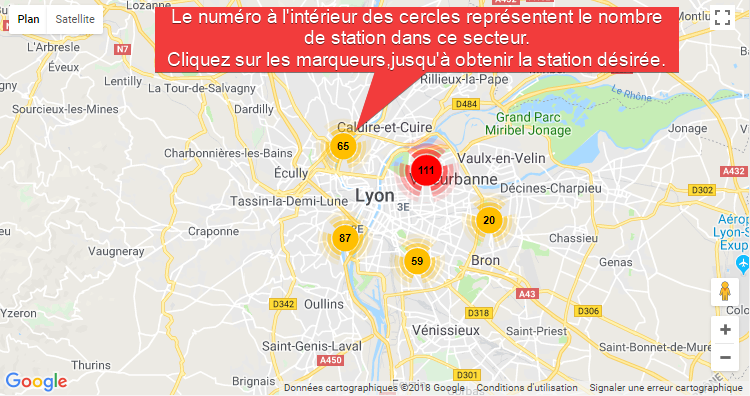 Plan Satellite
Le numéro à l'intérieur des cercles représentent le nombre
de station dans ce secteur.
Cliquez sur les marqueurs,jusqu'à obtenir la station désirée.
L'Arbresle
N7
Éveux
Lentilly
La Tour-de-Salvagny
Rillieux-la-Pape
Sourcieux-les-Mines
Dardilly
D484
Caluire-et-Cuire
Grand Parc
Miribel Jonage
Jonage
65
Charbonnières-les-Bains
Vaulx-en-Velin
A432
111
urbanne
Écully
Décines-Charpieu
D302
Lyon
3E
Tassin-la-Demi-Lune
20
Craponne
2E
87
Chassieu
Aérop
Lyon-S
Exup
Vaugneray
59
Bron
Genas
A43
D342
Oullins
D318
D306
Yzeron
Vénissieux
Saint-Priest
Saint-Genis-Laval
Saint-Bonnet-de-Mure
A450
Thurins
Brignais
D301
Google
Données cartographiques ©2018 Google Conditions d'utilisation Signaler une erreur cartographique